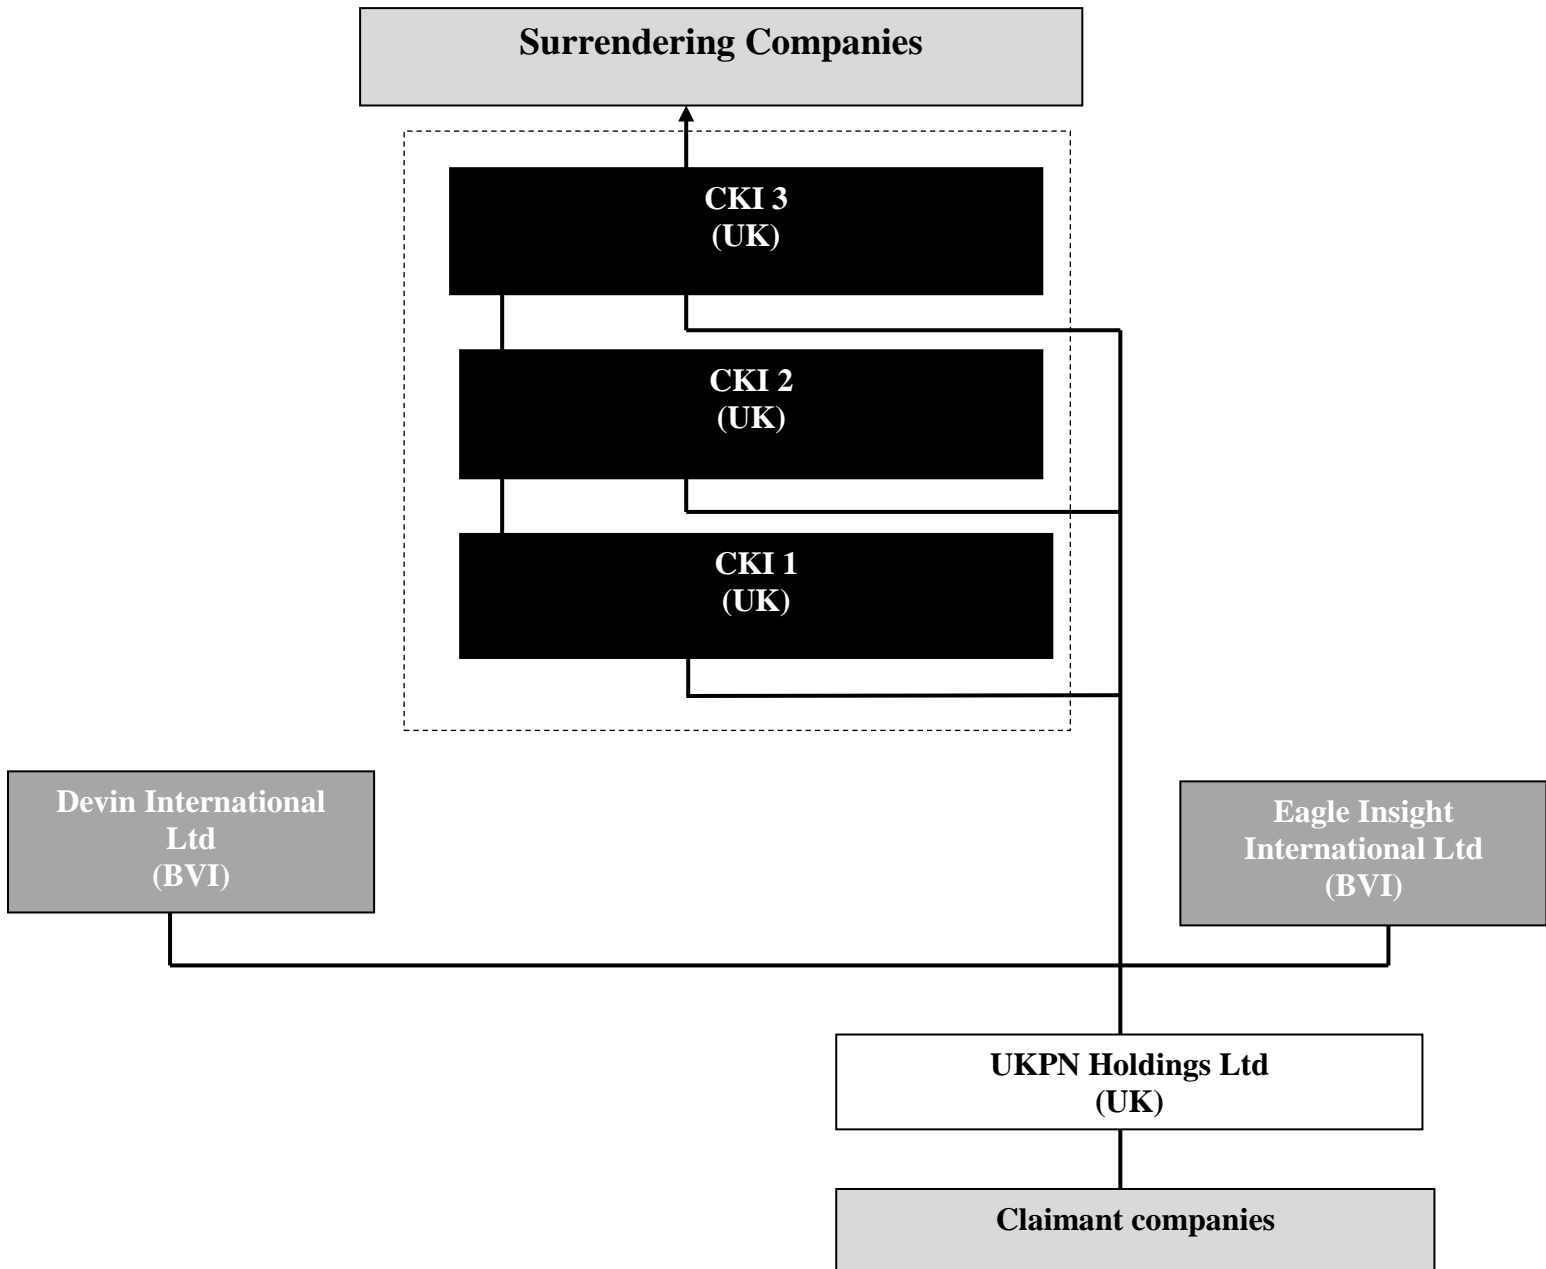 Surrendering Companies
CKI 3
(UK)
CKI 2
(UK)
CKI 1
(UK)
Devin International
Ltd
(BVI)
Eagle Insight
International Ltd
(BVI)
UKPN Holdings Ltd
(UK)
Claimant companies